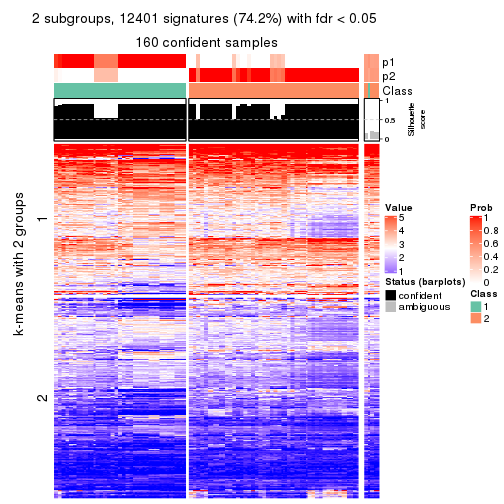 2 subgroups, 12401 signatures (74.2%) with fdr < 0.05
160 confident samples
p1
p2
Class
1
0.5
0
Silhouette
score
k-means with 2 groups
1
2
Value
5
4
3
2
1
Status (barplots)
confident
ambiguous
Prob
1
0.8
0.6
0.4
0.2
0
Class
1
2